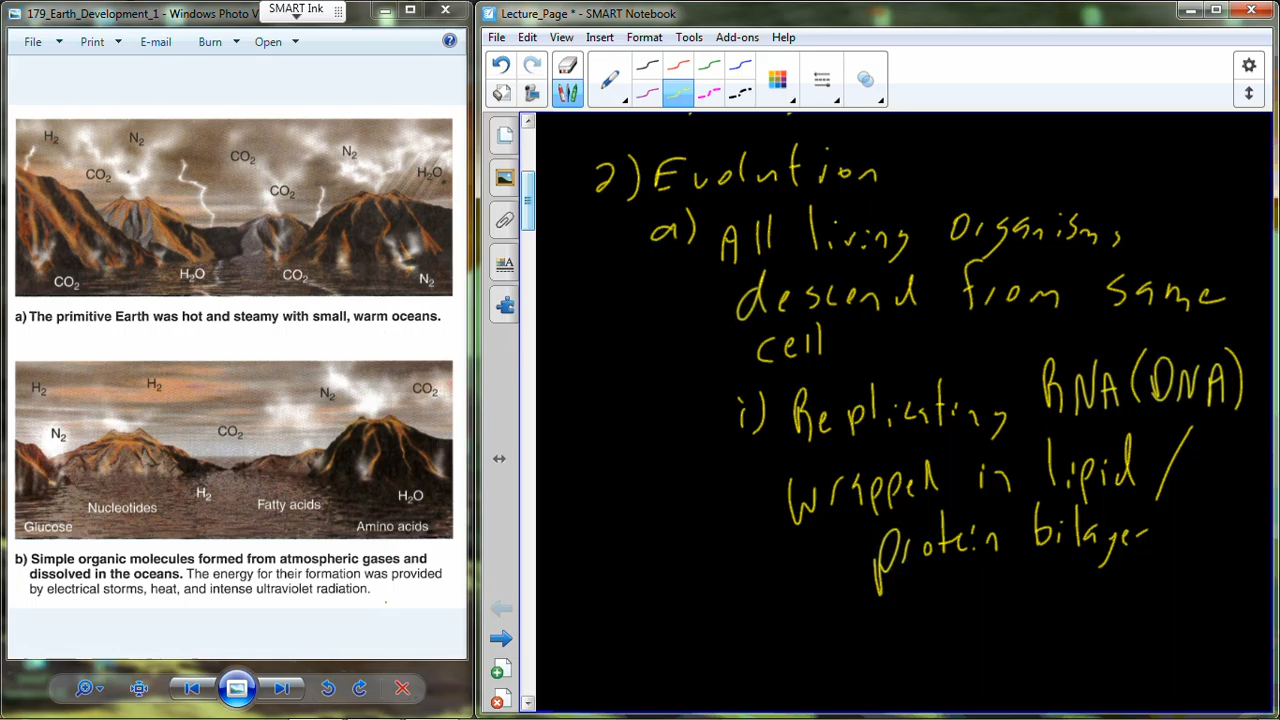 179_Earth_Development_1 - Windows Photo V
SMART Ink
File Print E-mail Burn Open
H2 N2 CO2 N2 H2O
CO2 CO2
CO2 H2O CO2 N2
a) The primitive Earth was hot and steamy with small, warm oceans.
H2 H2 N2 CO2
N2 CO2
H2 H2O
Nucleotides Fatty acids
Glucose Amino acids
b) Simple organic molecules formed from atmospheric gases and
dissolved in the oceans. The energy for their formation was provided
by electrical storms, heat, and intense ultraviolet radiation.
Lecture_Page * - SMART Notebook
File Edit View Insert Format Tools Add-ons Help
2) Evolution
a) All living organisms
descend from same
cell
i) Replicating RNA (DNA)
wrapped in lipid /
protein bilayer